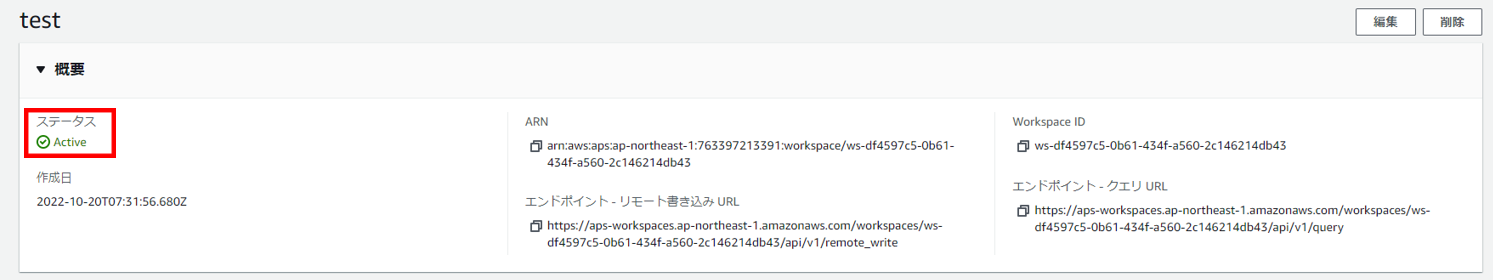 test
編集
削除
▼ 概要
ステータス
Active
作成日
2022-10-20T07:31:56.680Z
ARN
arn:aws:aps:ap-northeast-1:763397213391:workspace/ws-df4597c5-0b61-
434f-a560-2c146214db43
エンドポイント - リモート書き込み URL
https://aps-workspaces.ap-northeast-1.amazonaws.com/workspaces/ws-
df4597c5-0b61-434f-a560-2c146214db43/api/v1/remote_write
Workspace ID
ws-df4597c5-0b61-434f-a560-2c146214db43
エンドポイント - クエリ URL
https://aps-workspaces.ap-northeast-1.amazonaws.com/workspaces/ws-
df4597c5-0b61-434f-a560-2c146214db43/api/v1/query